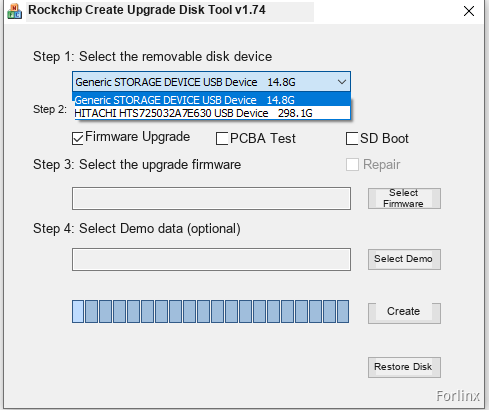 Rockchip Create Upgrade Disk Tool v1.74
Step 1: Select the removable disk device
Generic STORAGE DEVICE USB Device 14.8G
Generic STORAGE DEVICE USB Device 14.8G
HITACHI HTS725032A7E630 USB Device 298.1G
Step 2:
Firmware Upgrade PCBA Test SD Boot
Step 3: Select the upgrade firmware Repair
Select
Firmware
Step 4: Select Demo data (optional)
Select Demo
Create
Restore Disk
Forlinx